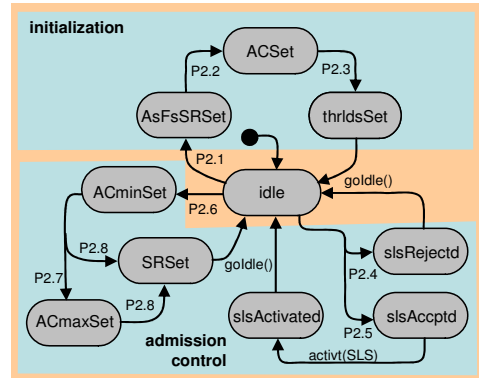 initialization
ACSet
P2.2
P2.3
AsFsSRSet
thrldsSet
P2.1
goIdle()
ACminSet
idle
P2.6
P2.8
SRSet
goIdle()
slsRejectd
P2.4
P2.7
P2.8
ACmaxSet
slsActivated
P2.5
slsAccptd
admission
control
activt(SLS)